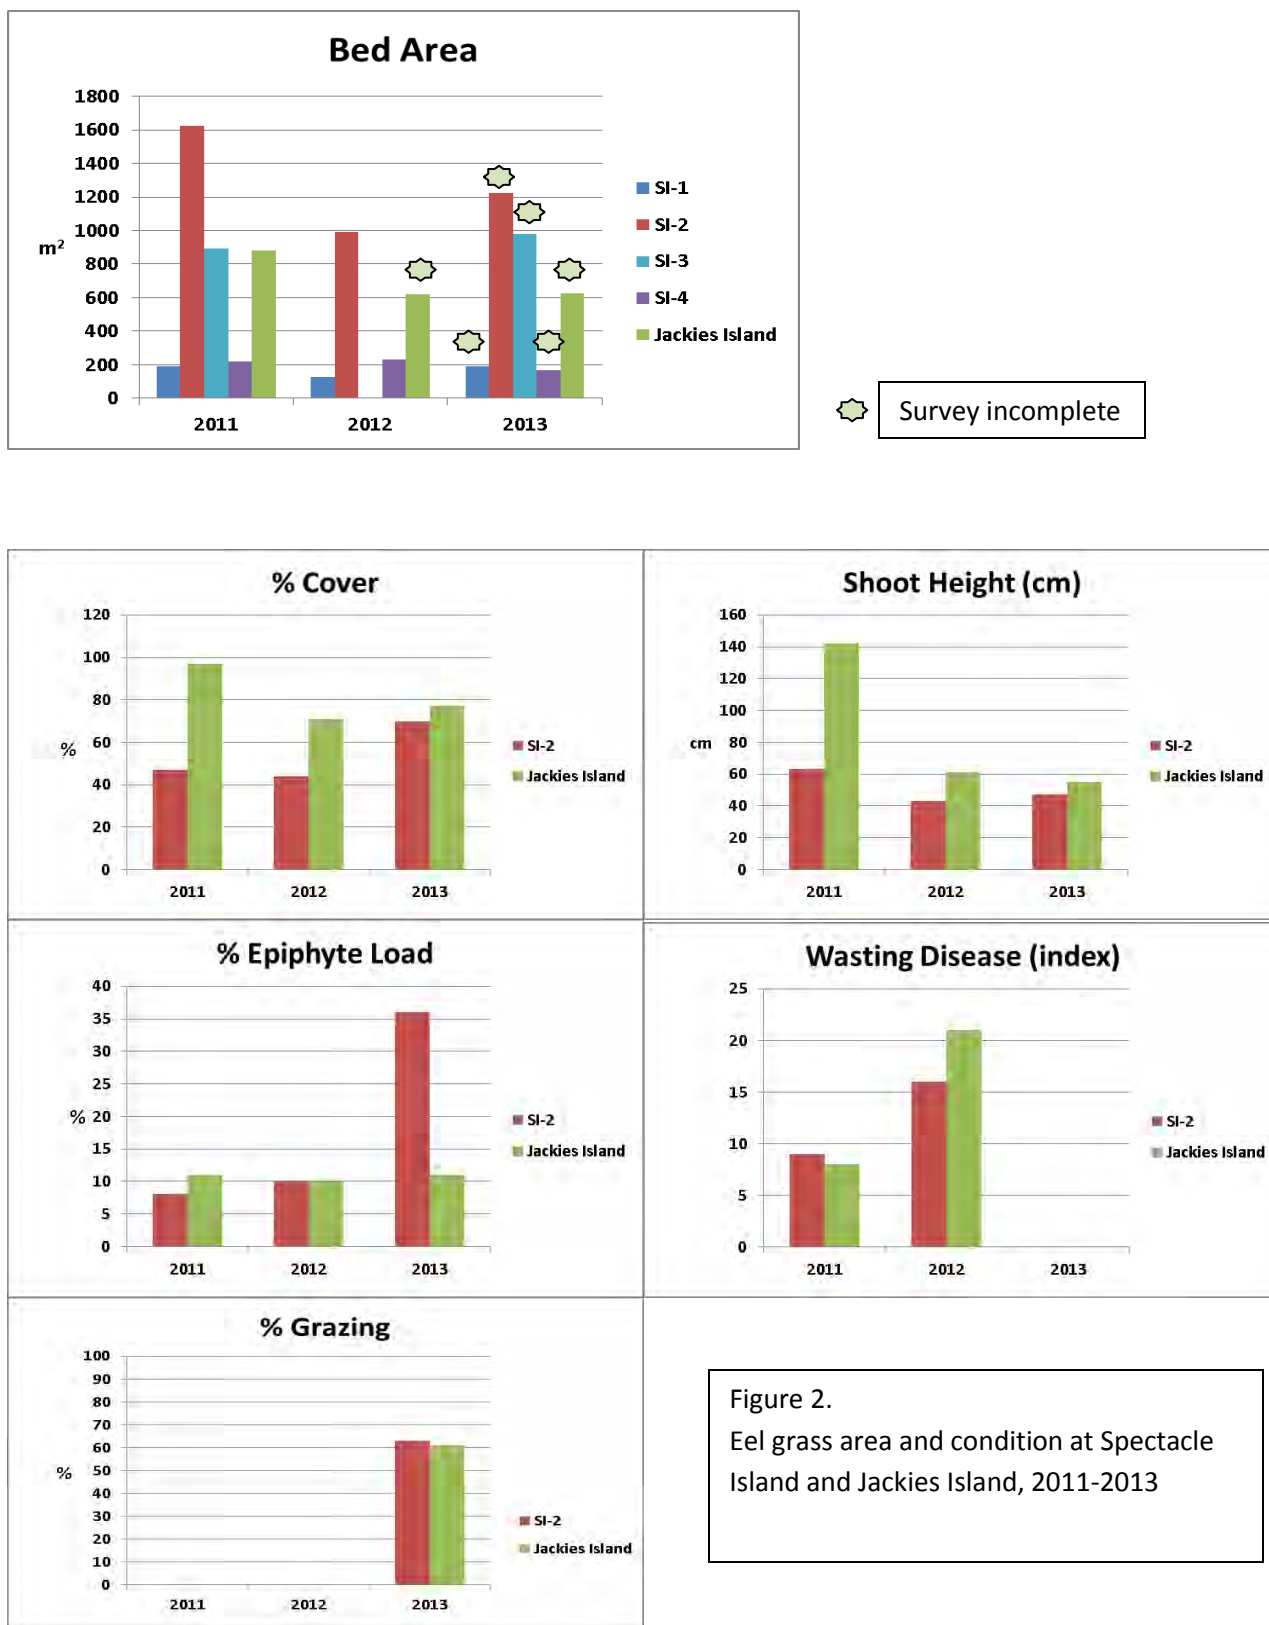 Bed Area
1800
1600
1400
1200
1000
800
600
400
200
0
m²
2011
2012
2013
SI-1
SI-2
SI-3
SI-4
Jackies Island
Survey incomplete
% Cover
120
100
80
60
40
20
0
%
2011
2012
2013
SI-2
Jackies Island
Shoot Height (cm)
160
140
120
100
80
60
40
20
0
cm
2011
2012
2013
SI-2
Jackies Island
% Epiphyte Load
40
35
30
25
20
15
10
5
0
%
2011
2012
2013
SI-2
Jackies Island
Wasting Disease (index)
25
20
15
10
5
0
2011
2012
2013
SI-2
Jackies Island
% Grazing
100
90
80
70
60
50
40
30
20
10
0
%
2011
2012
2013
SI-2
Jackies Island
Figure 2.
Eel grass area and condition at Spectacle
Island and Jackies Island, 2011-2013